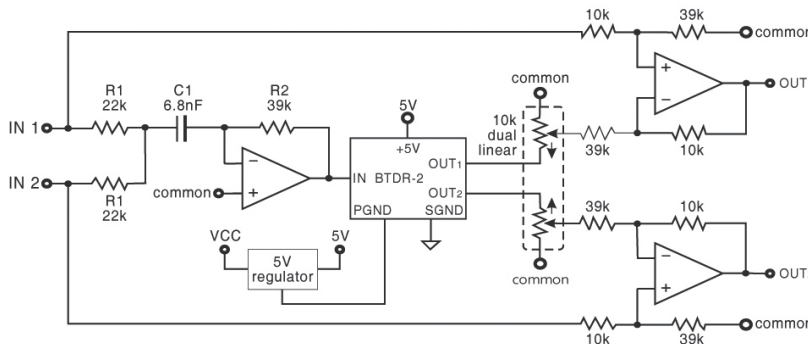 10k
39k
common
R1
22k
C1
6.8nF
R2
39k
5V
common
10k
dual
linear
39k
10k
OUT
IN 1
IN 2
R1
22k
common
+5V
OUT1
IN BTDR-2
OUT2
PGND
SGND
VCC
5V
5V
regulator
common
39k
10k
OUT
10k
39k
common